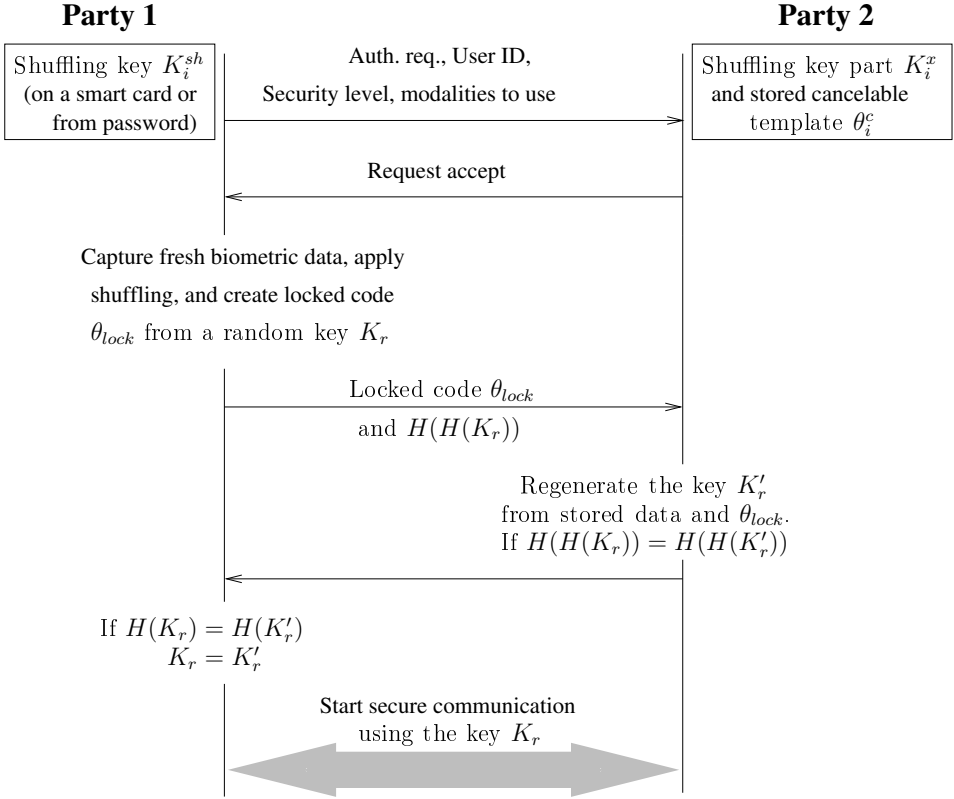 Party 1
Party 2
Shuffling key $K_i^{sh}$
(on a smart card or
from password)
Auth. req., User ID,
Security level, modalities to use
Shuffling key part $K_i^x$
and stored cancelable
template $\theta_i^c$
Request accept
Capture fresh biometric data, apply
shuffling, and create locked code
$\theta_{lock}$ from a random key $K_r$
Locked code $\theta_{lock}$
and $H(H(K_r))$
Regenerate the key $K_r'$
from stored data and $\theta_{lock}$.
If $H(H(K_r)) = H(H(K_r'))$
If $H(K_r) = H(K_r')$
$K_r = K_r'$
Start secure communication
using the key $K_r$